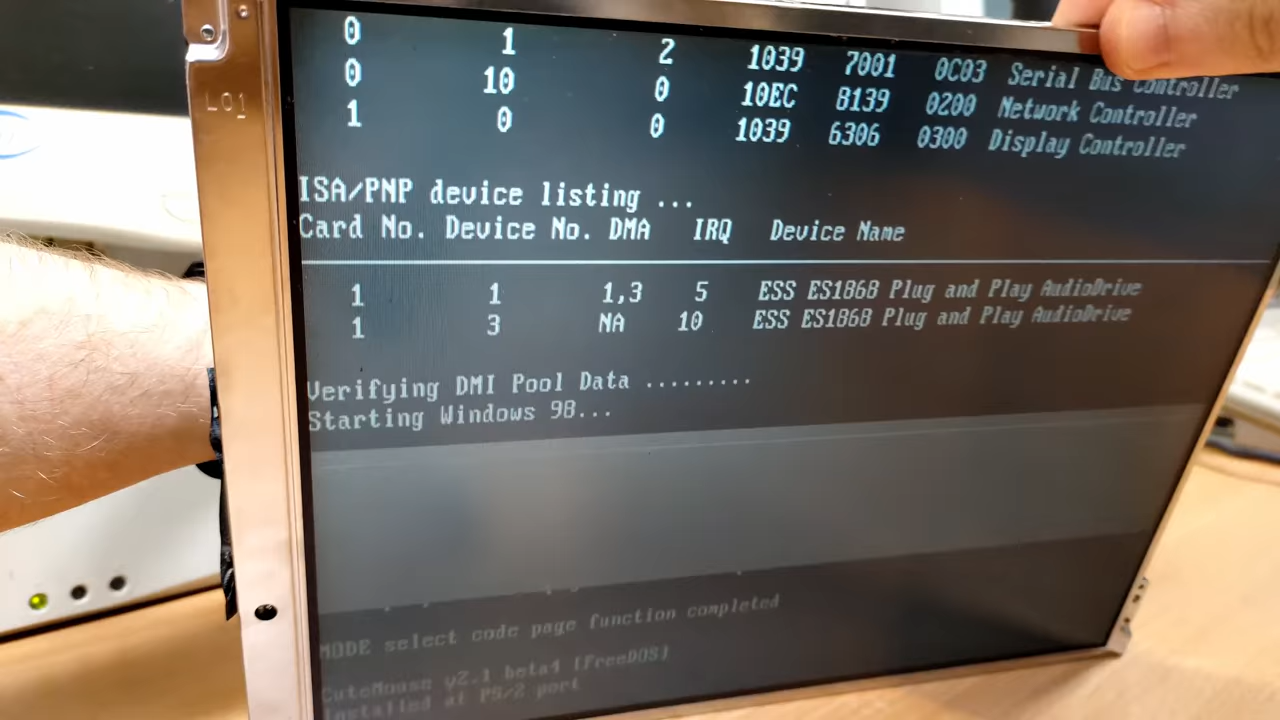 LO1
0 1 2 1039 7001 0C03 Serial Bus Controller
0 10 0 10EC 8139 0200 Network Controller
1 0 0 1039 6306 0300 Display Controller
ISA/PNP device listing ...
Card No. Device No. DMA IRQ Device Name
1 1 1,3 5 ESS ES1868 Plug and Play AudioDrive
1 3 NA 10 ESS ES1868 Plug and Play AudioDrive
Verifying DMI Pool Data .........
Starting Windows 98...
MODE select code page function completed
CuteMouse v2.1 beta4 [FreeDOS]
Installed at PS/2 port